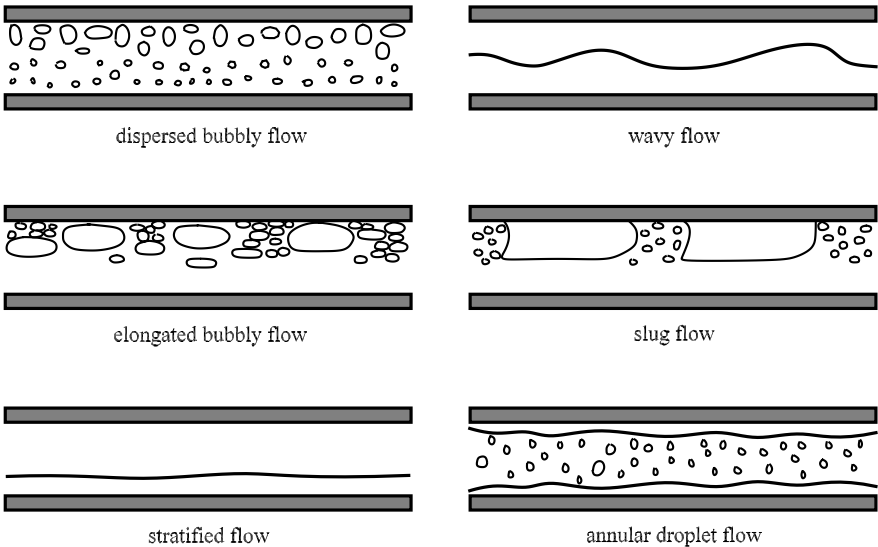 dispersed bubbly flow
wavy flow
elongated bubbly flow
slug flow
stratified flow
annular droplet flow